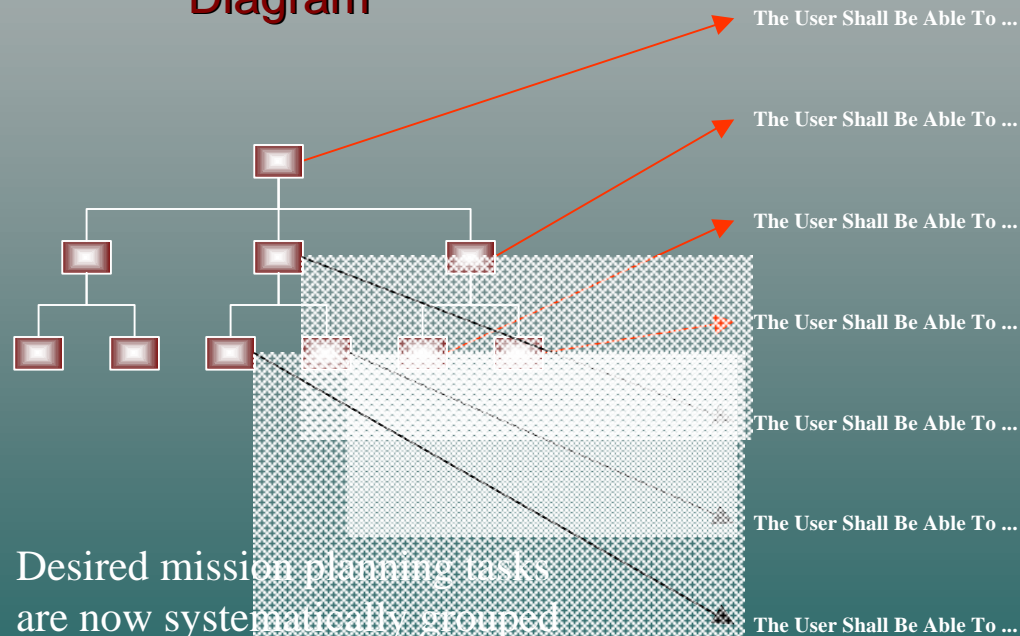 Diagram
The User Shall Be Able To ...
The User Shall Be Able To ...
The User Shall Be Able To ...
The User Shall Be Able To ...
The User Shall Be Able To ...
The User Shall Be Able To ...
The User Shall Be Able To ...
Desired mission planning tasks
are now systematically grouped